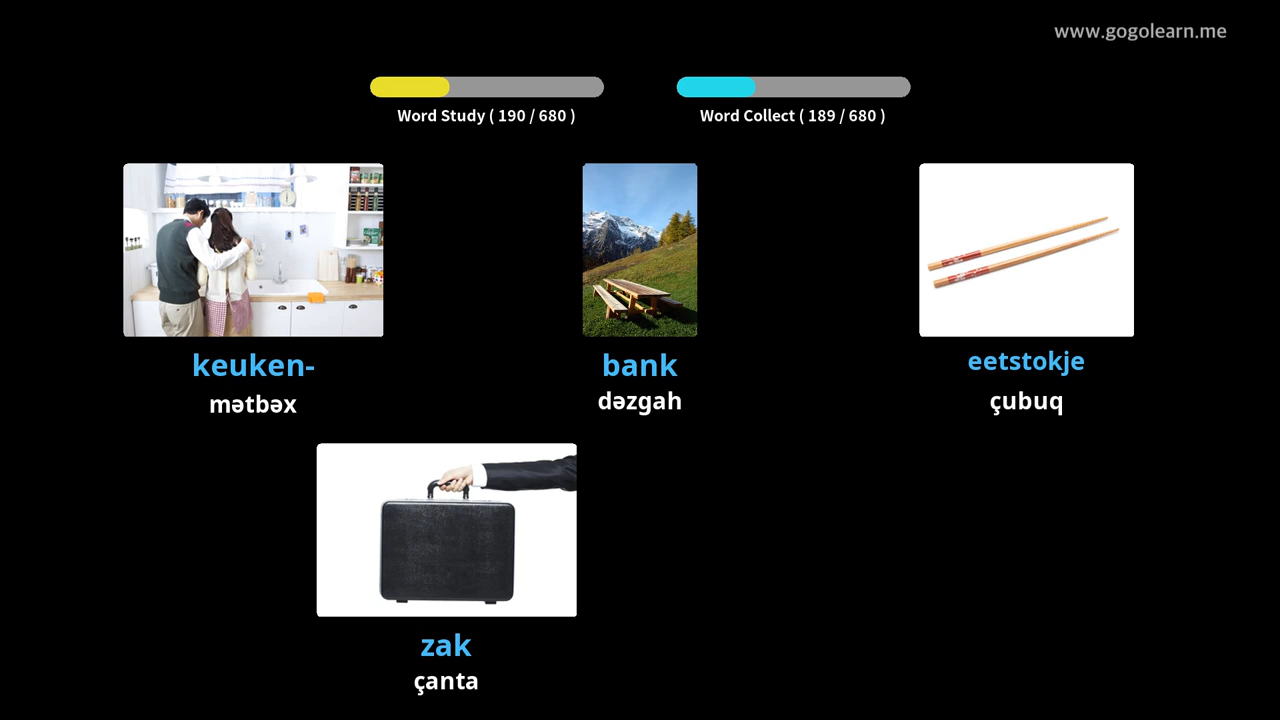 www.gogolearn.me
Word Study ( 190 / 680 )
Word Collect ( 189 / 680 )
keuken-
mətbəx
bank
dəzgah
eetstokje
çubuq
zak
çanta